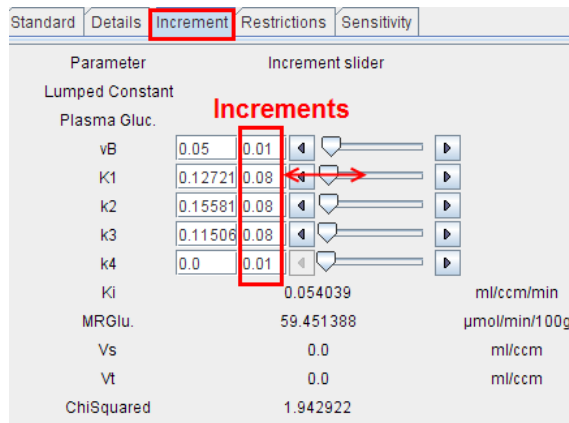 Standard Details Increment Restrictions Sensitivity
Parameter Increment slider
Lumped Constant
Increments
Plasma Gluc.
vB 0.05 0.01
K1 0.12721 0.08
k2 0.15581 0.08
k3 0.11506 0.08
k4 0.0 0.01
Ki 0.054039 ml/ccm/min
MRGlu. 59.451388 µmol/min/100g
Vs 0.0 ml/ccm
Vt 0.0 ml/ccm
ChiSquared 1.942922